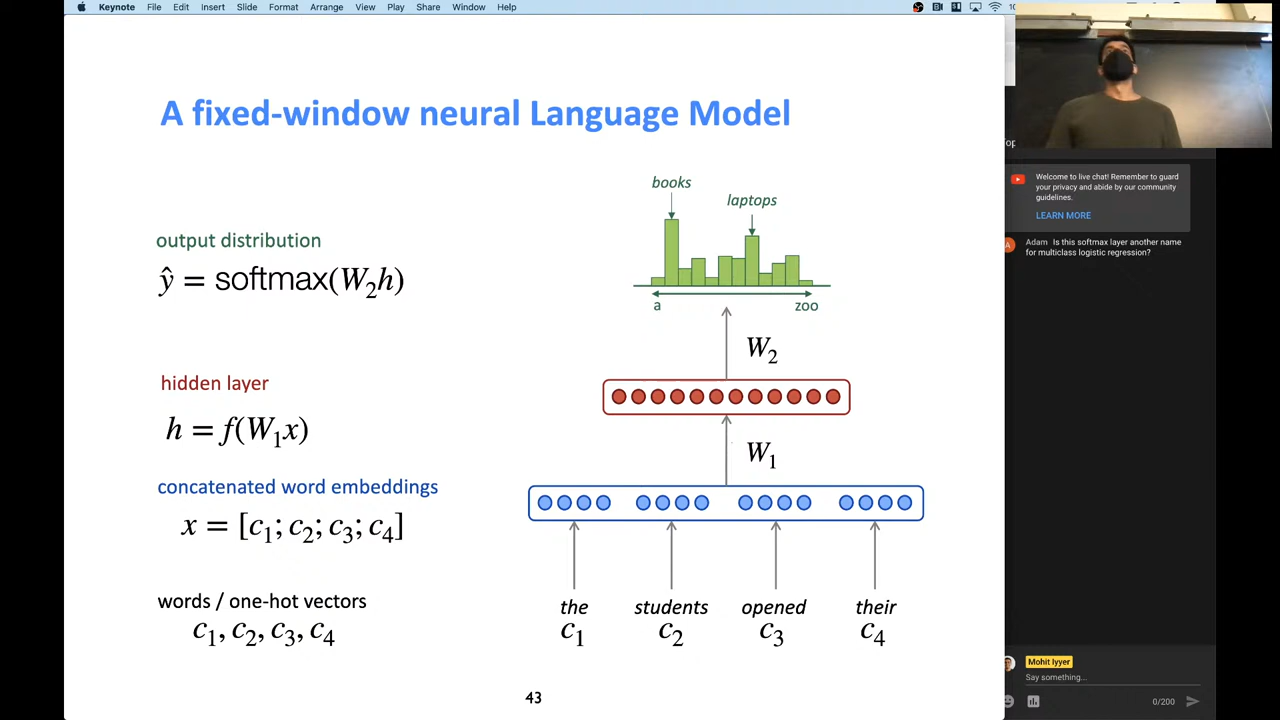 Keynote File Edit Insert Slide Format Arrange View Play Share Window Help
A fixed-window neural Language Model
books
laptops
output distribution
ŷ = softmax(W₂h)
a zoo
W₂
hidden layer
h = f(W₁x)
W₁
concatenated word embeddings
x = [c₁; c₂; c₃; c₄]
words / one-hot vectors
c₁, c₂, c₃, c₄
the students opened their
c₁ c₂ c₃ c₄
43
Welcome to live chat! Remember to guard
your privacy and abide by our community
guidelines.
LEARN MORE
A
Adam Is this softmax layer another name
for multiclass logistic regression?
Mohit Iyyer
Say something...
0/200